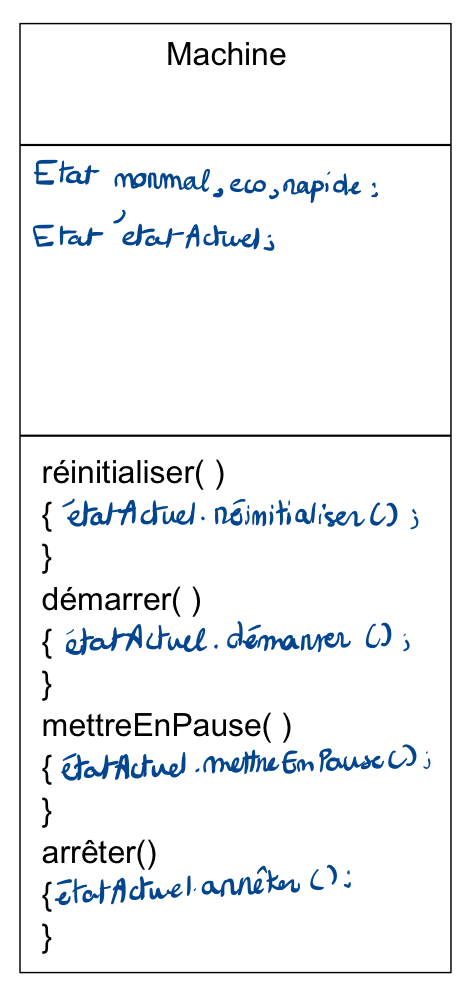 Machine
Etat normal, eco, rapide ;
Etat étatActuel;
réinitialiser( )
{ étatActuel.réinitialiser() ;
}
démarrer( )
{ étatActuel.démarrer () ;
}
mettreEnPause( )
{ étatActuel.mettreEnPause() ;
}
arrêter()
{ étatActuel.arrêter () ;
}